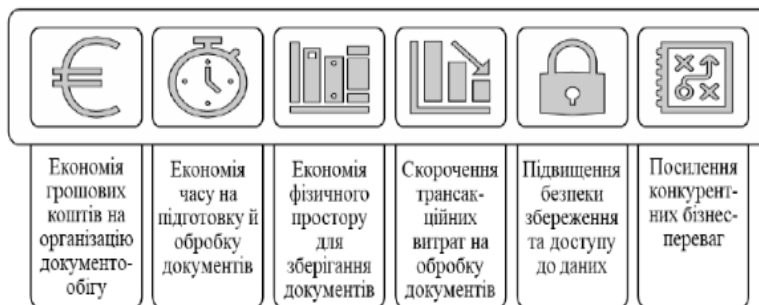 Економія
грошових
коштів на
організацію
документо-
обігу
Економія
часу на
підготовку й
обробку
документів
Економія
фізичного
простору
для
зберігання
документів
Скорочення
трансак-
ційних
витрат на
обробку
документів
Підвищення
безпеки
збереження
та доступу
до даних
Посилення
конкурент-
них бізнес-
переваг